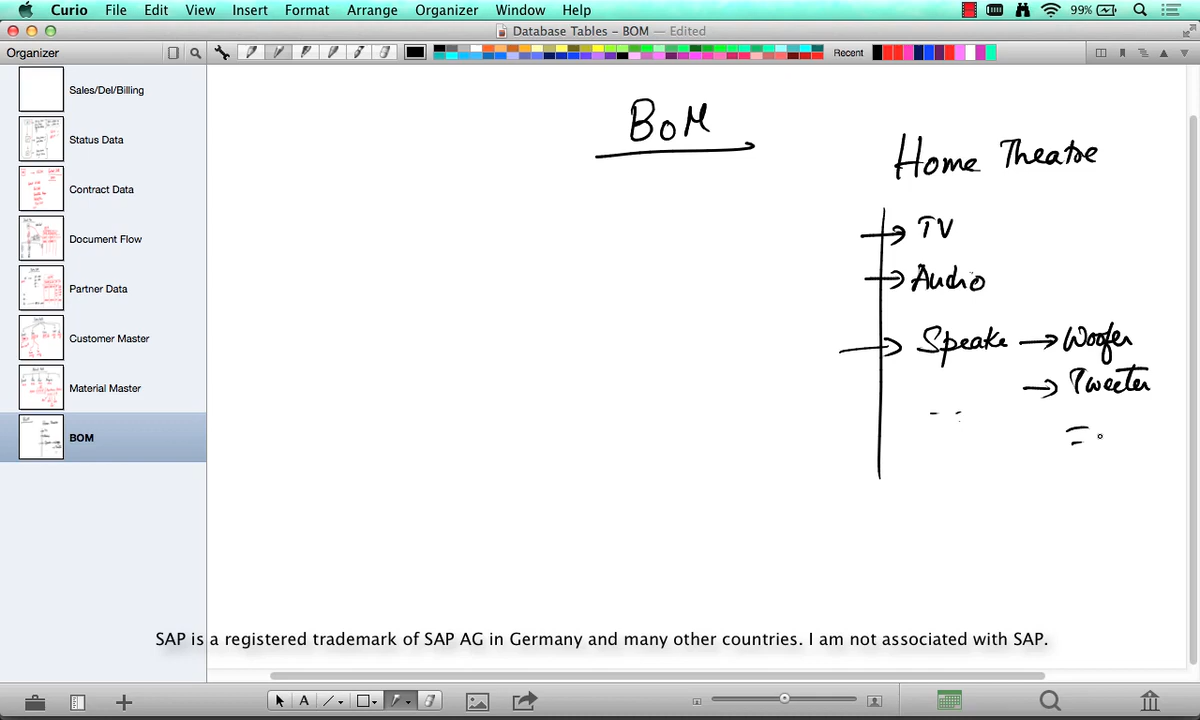 Curio File Edit View Insert Format Arrange Organizer Window Help 99%
Database Tables – BOM — Edited
Organizer
Recent
Sales/Del/Billing
Status Data
Contract Data
Document Flow
Partner Data
Customer Master
Material Master
BOM
BoM
Home Theatre
TV
Audio
Speake → Woofer
→ Tweeter
SAP is a registered trademark of SAP AG in Germany and many other countries. I am not associated with SAP.
A